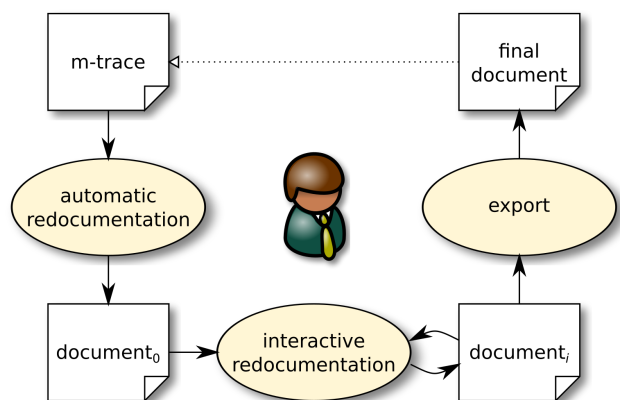 m-trace
final
document
automatic
redocumentation
export
document₀
interactive
redocumentation
documentᵢ